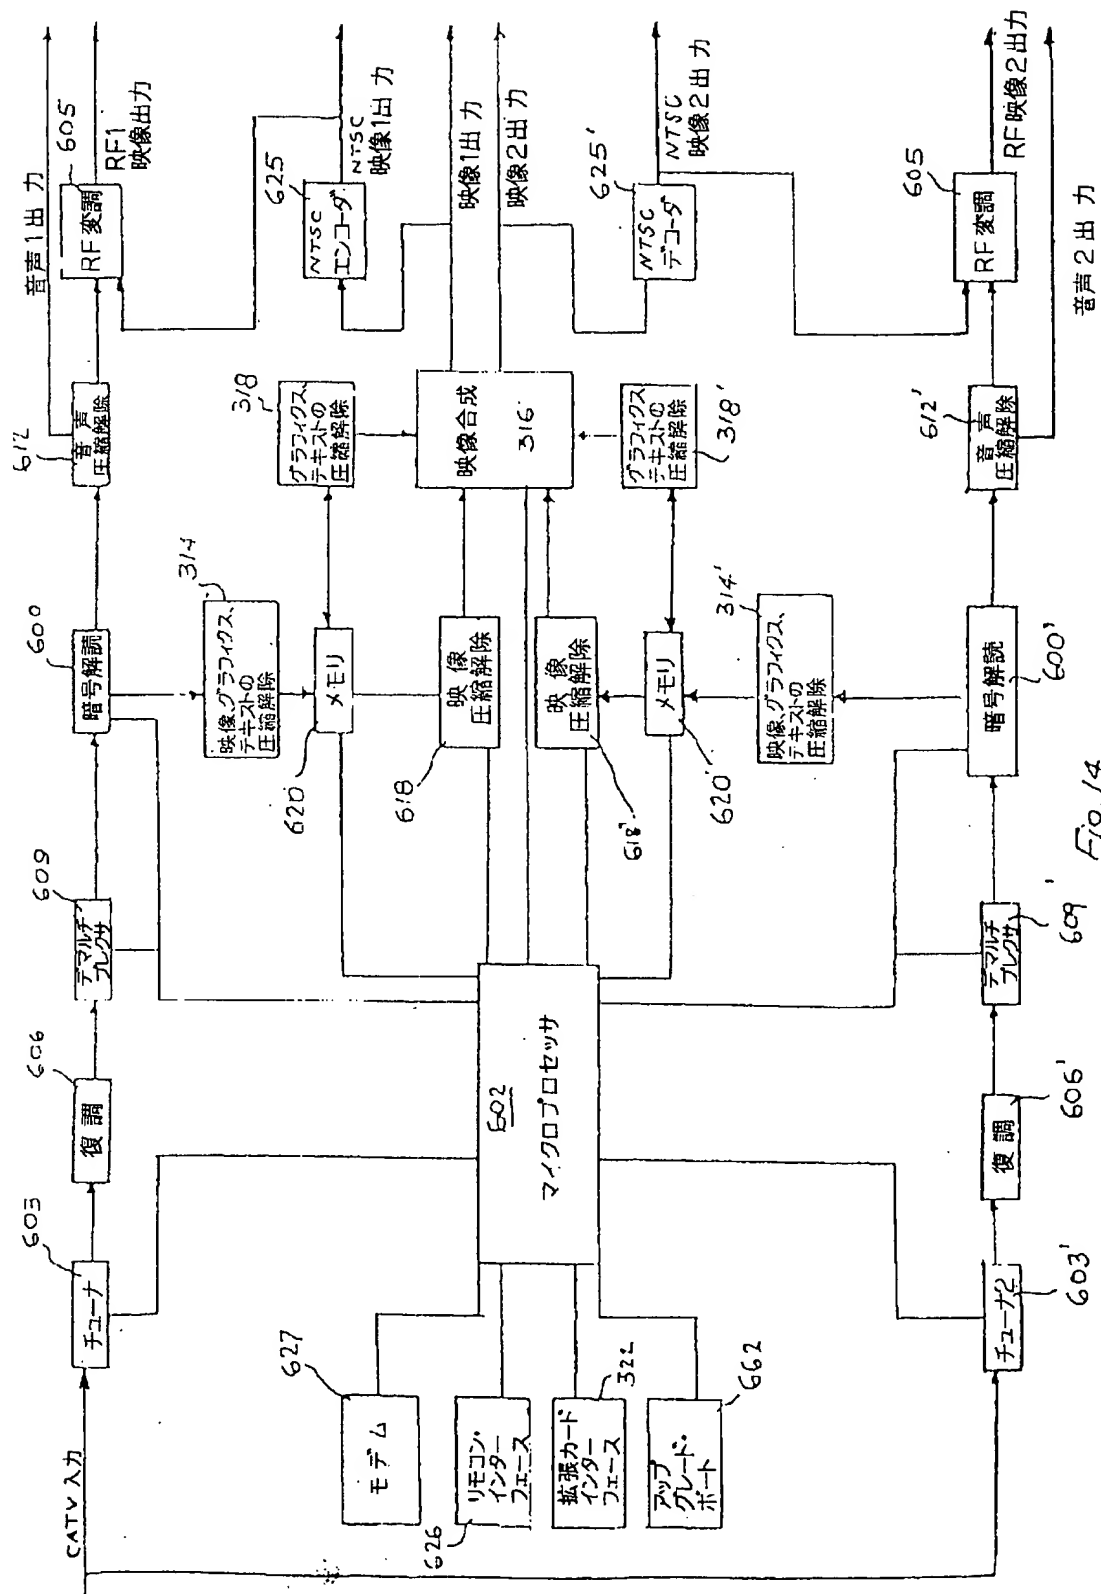 CATV 入力
チューナ
603
復調
606
デマルチ
プレクサ
609
暗号解読
600
音声
圧縮解除
612
RF変調
605
音声1出力
RF1
映像出力
映像、グラフィクス、
テキストの
圧縮解除
314
メモリ
620
グラフィクス、
テキストの
圧縮解除
318
NTSC
エンコーダ
625
NTSC
映像1出力
映像
圧縮解除
618
映像合成
316
映像1出力
映像2出力
モデム
627
リモコン・
インター
フェース
626
拡張カード
インター
フェース
322
アップ
グレード・
ポート
662
602
マイクロプロセッサ
映像
圧縮解除
618'
メモリ
620'
グラフィクス、
テキストの
圧縮解除
318'
NTSC
デコーダ
625'
NTSC
映像2出力
映像、グラフィクス、
テキストの
圧縮解除
314'
チューナ2
603'
復調
606'
デマルチ
プレクサ
609'
暗号解読
600'
音声
圧縮解除
612'
RF変調
605
RF映像2出力
音声2出力
Fig. 14